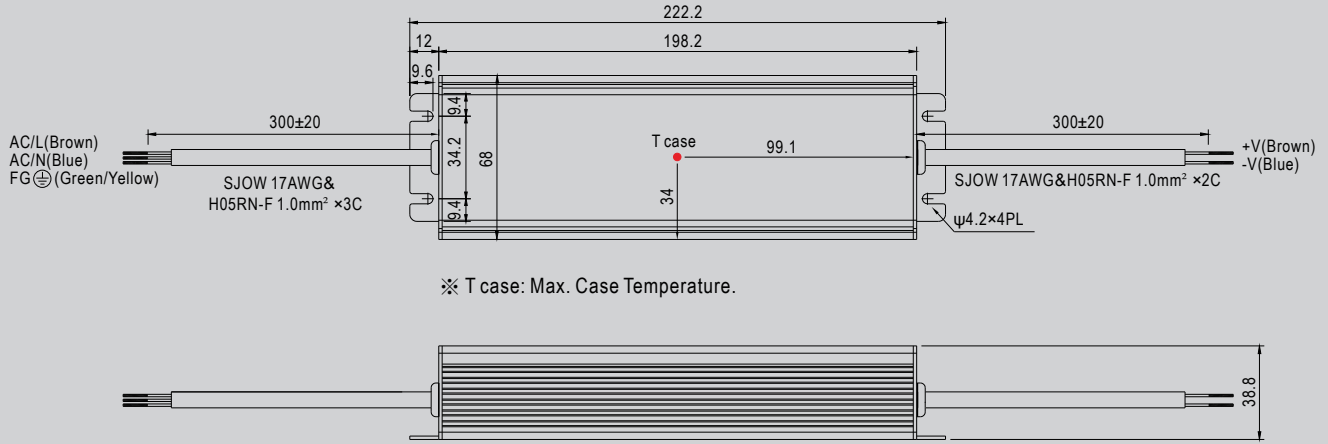 222.2
12
198.2
9.6
9.4
300±20
300±20
AC/L(Brown)
AC/N(Blue)
FG⏚(Green/Yellow)
T case
99.1
34.2
68
+V(Brown)
-V(Blue)
SJOW 17AWG&
H05RN-F 1.0mm² ×3C
SJOW 17AWG&H05RN-F 1.0mm² ×2C
34
9.4
ψ4.2×4PL
※ T case: Max. Case Temperature.
38.8